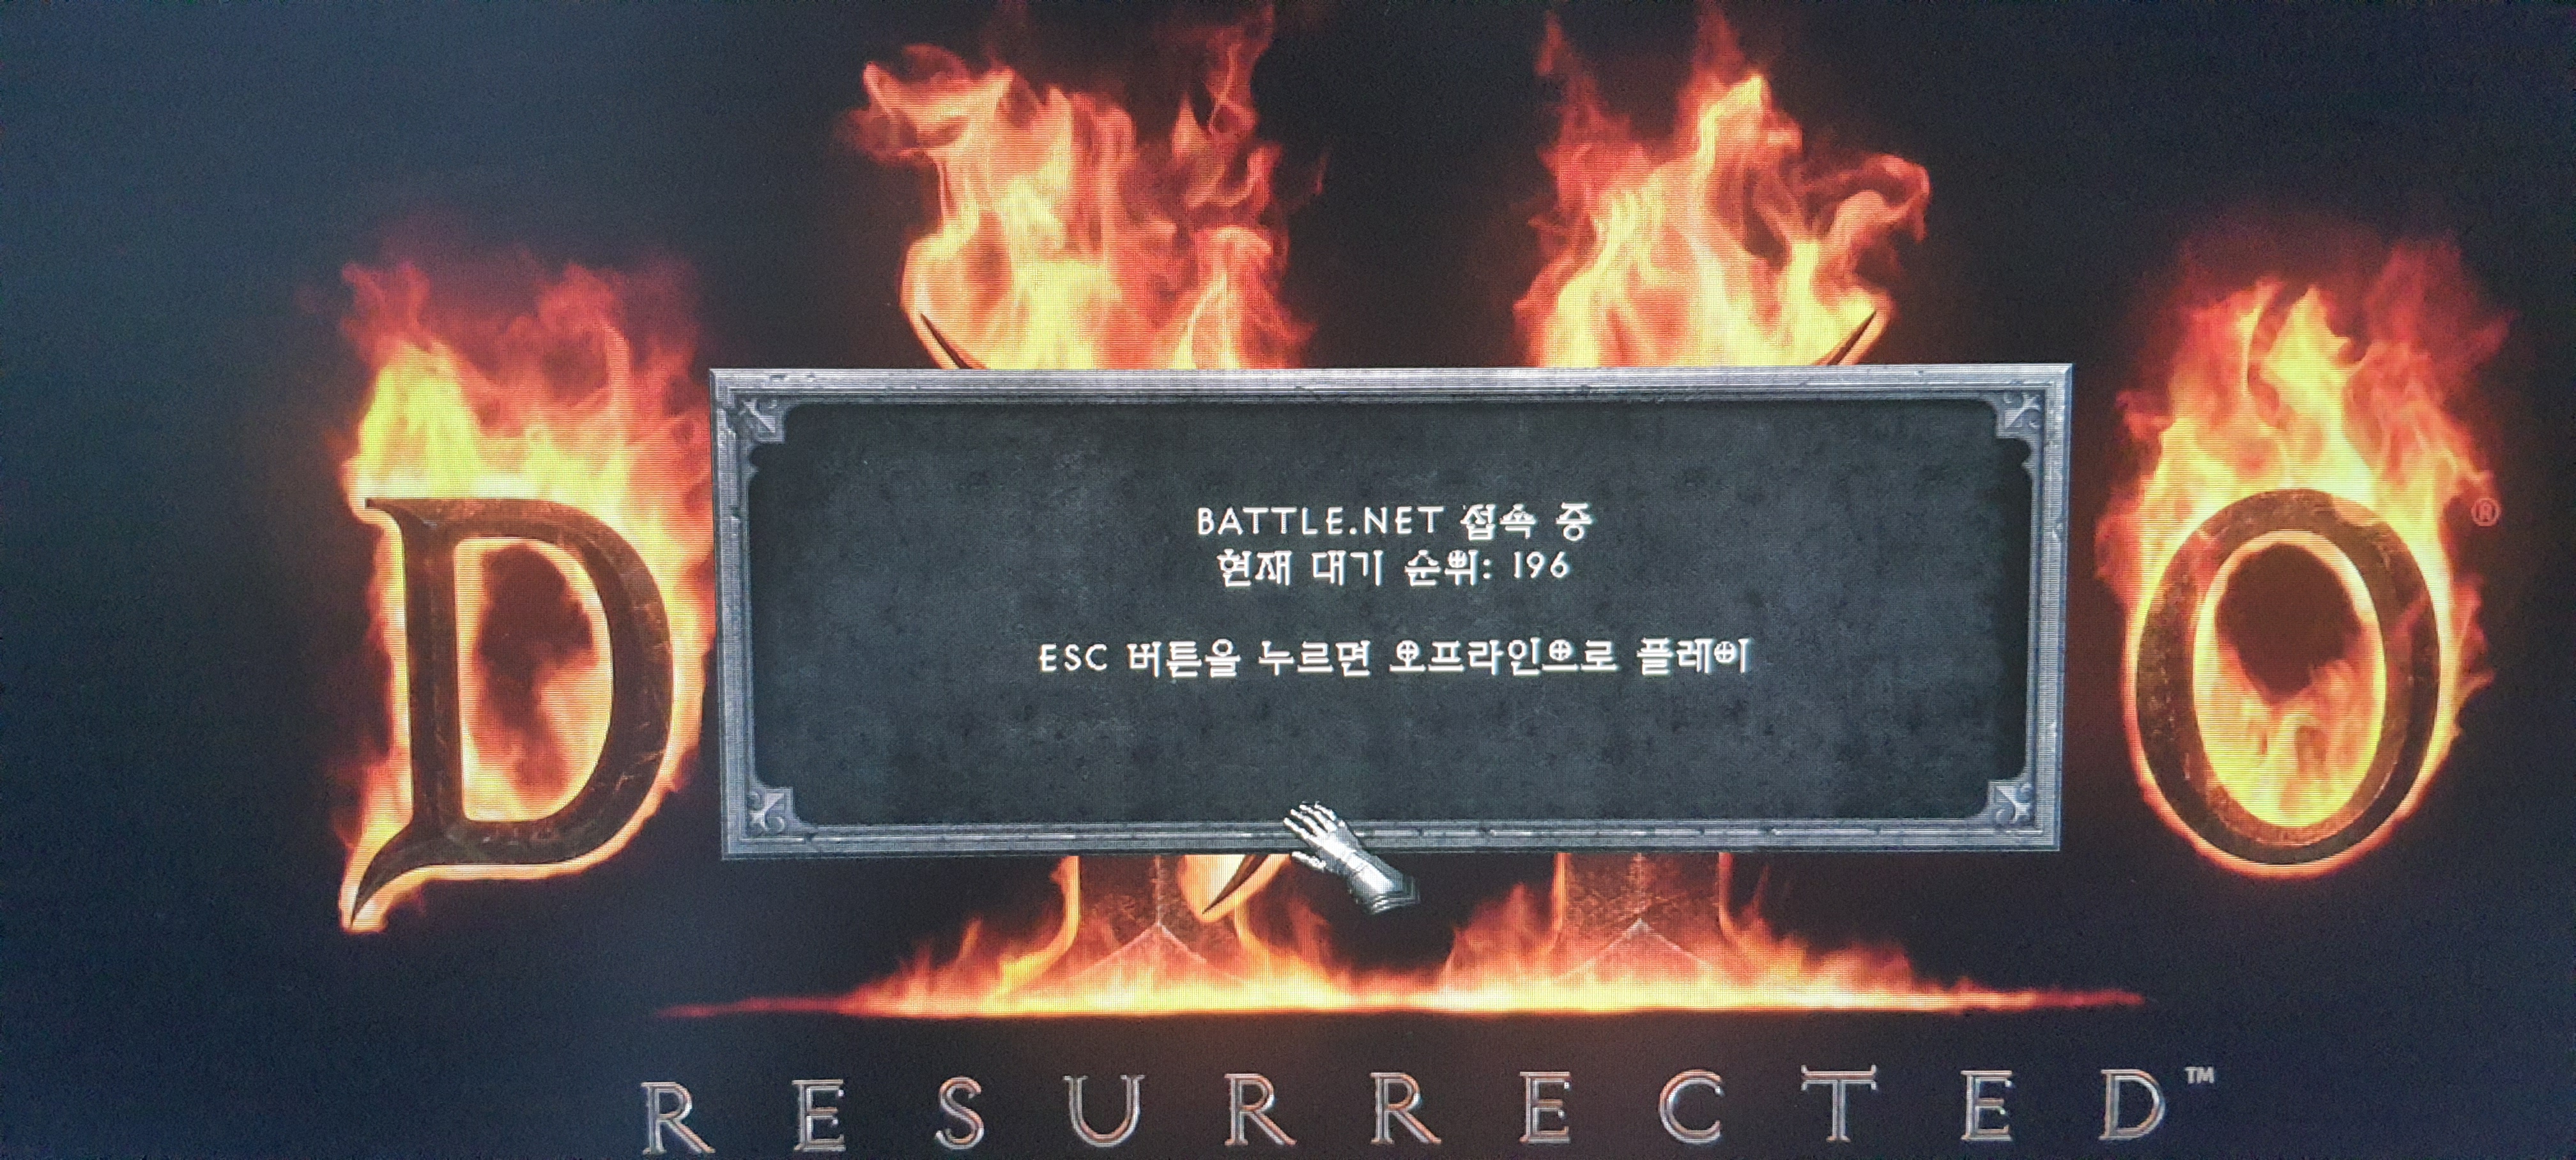 BATTLE.NET 접속 중
현재 대기 순위: 196
ESC 버튼을 누르면 오프라인으로 플레이
D O®
RESURRECTED™